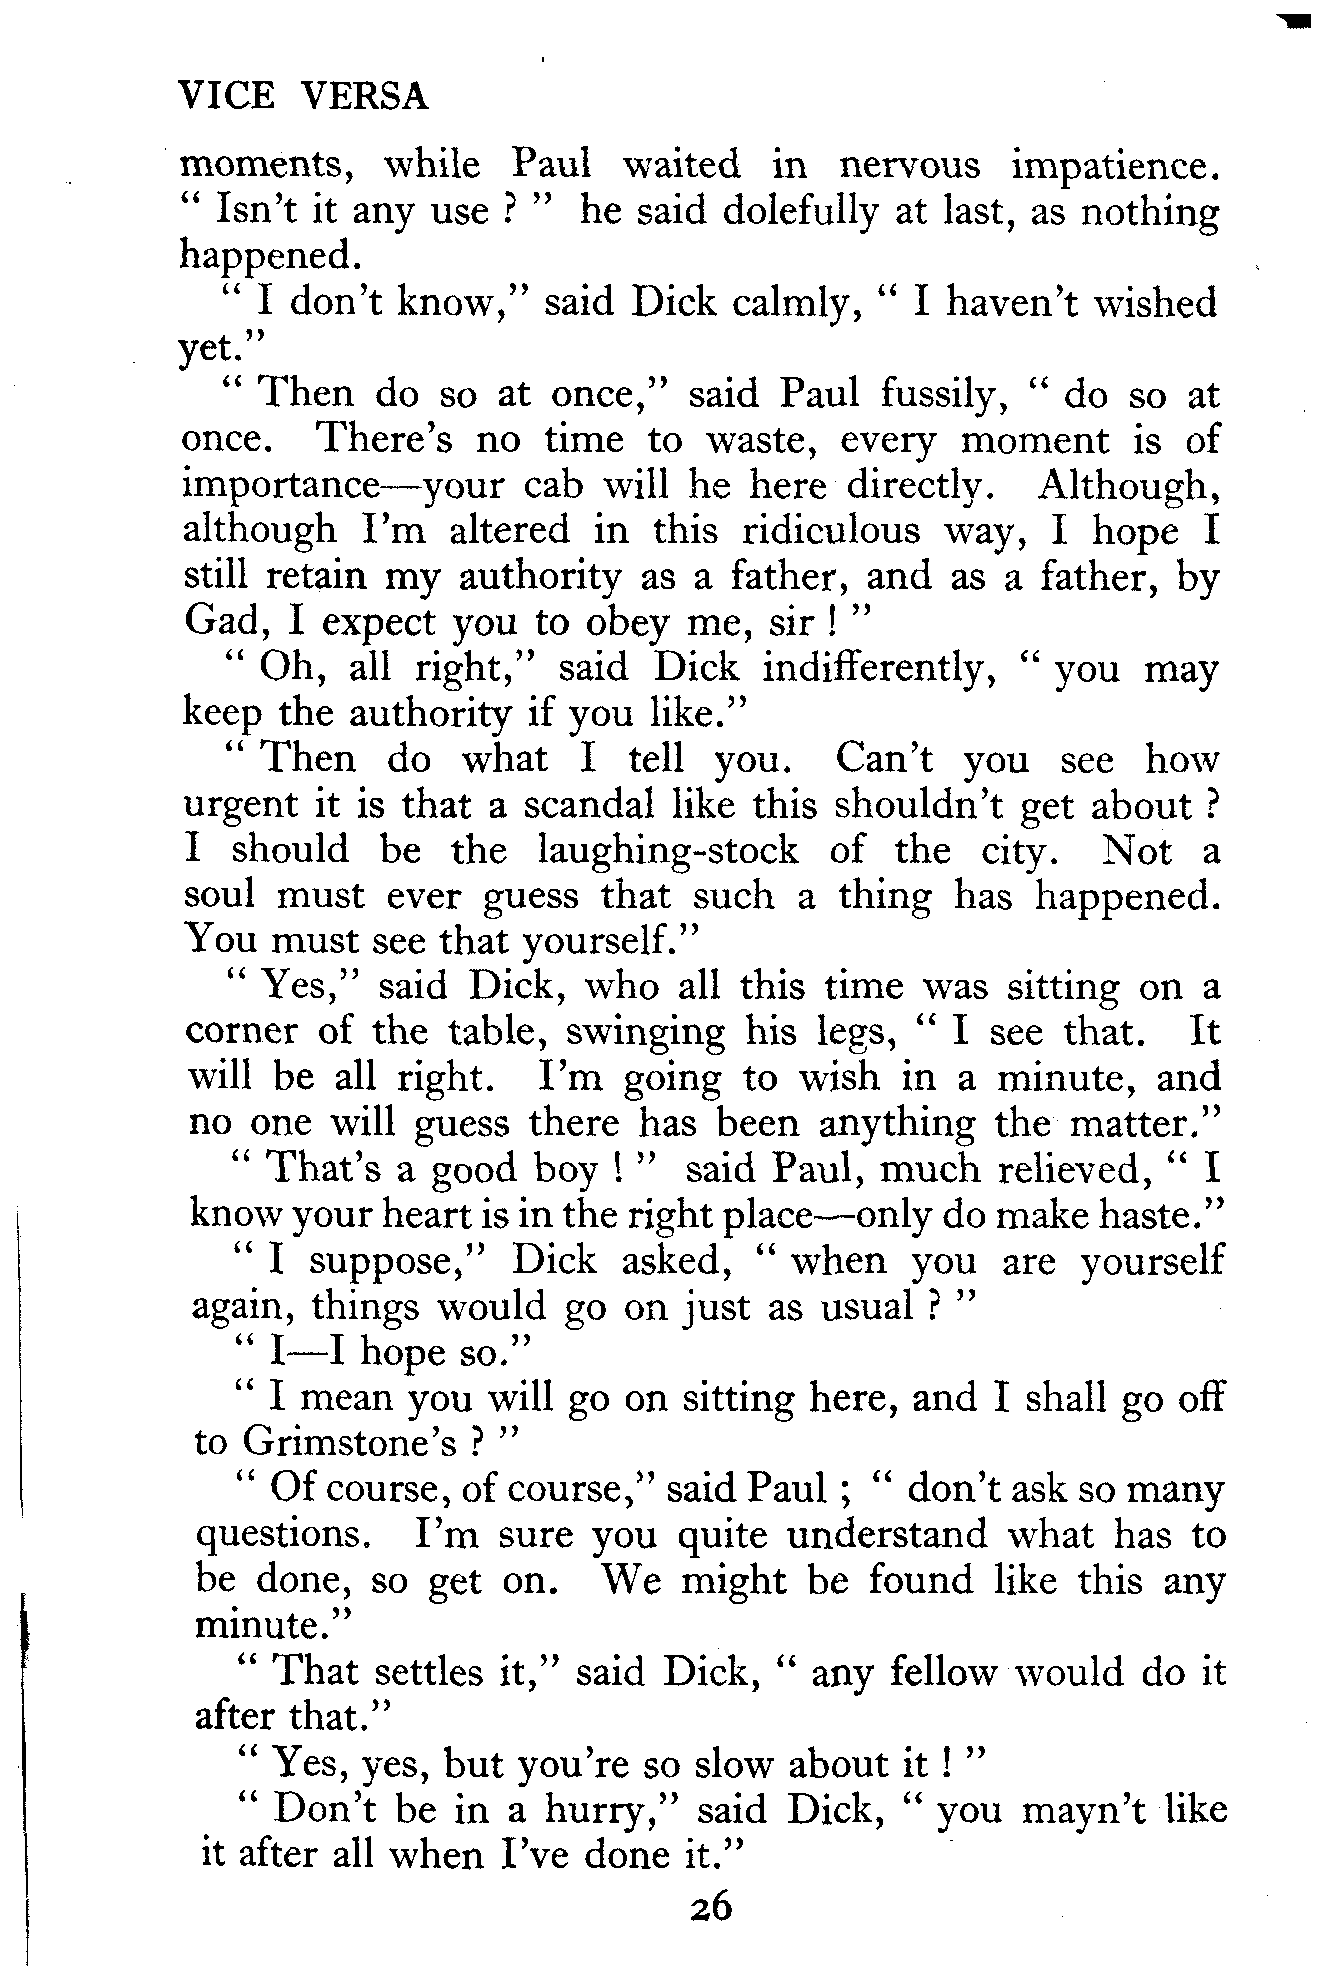 VICE VERSA
moments, while Paul waited in nervous impatience.
“ Isn't it any use ? ” he said dolefully at last, as nothing
happened.
“ I don't know,” said Dick calmly, “ I haven't wished
yet.”
“ Then do so at once,” said Paul fussily, “ do so at
once. There's no time to waste, every moment is of
importance—your cab will he here directly. Although,
although I'm altered in this ridiculous way, I hope I
still retain my authority as a father, and as a father, by
Gad, I expect you to obey me, sir ! ”
“ Oh, all right,” said Dick indifferently, “ you may
keep the authority if you like.”
“ Then do what I tell you. Can't you see how
urgent it is that a scandal like this shouldn't get about ?
I should be the laughing-stock of the city. Not a
soul must ever guess that such a thing has happened.
You must see that yourself.”
“ Yes,” said Dick, who all this time was sitting on a
corner of the table, swinging his legs, “ I see that. It
will be all right. I'm going to wish in a minute, and
no one will guess there has been anything the matter.”
“ That's a good boy ! ” said Paul, much relieved, “ I
know your heart is in the right place—only do make haste.”
“ I suppose,” Dick asked, “ when you are yourself
again, things would go on just as usual ? ”
“ I—I hope so.”
“ I mean you will go on sitting here, and I shall go off
to Grimstone's ? ”
“ Of course, of course,” said Paul ; “ don't ask so many
questions. I'm sure you quite understand what has to
be done, so get on. We might be found like this any
minute.”
“ That settles it,” said Dick, “ any fellow would do it
after that.”
“ Yes, yes, but you're so slow about it ! ”
“ Don't be in a hurry,” said Dick, “ you mayn't like
it after all when I've done it.”
26